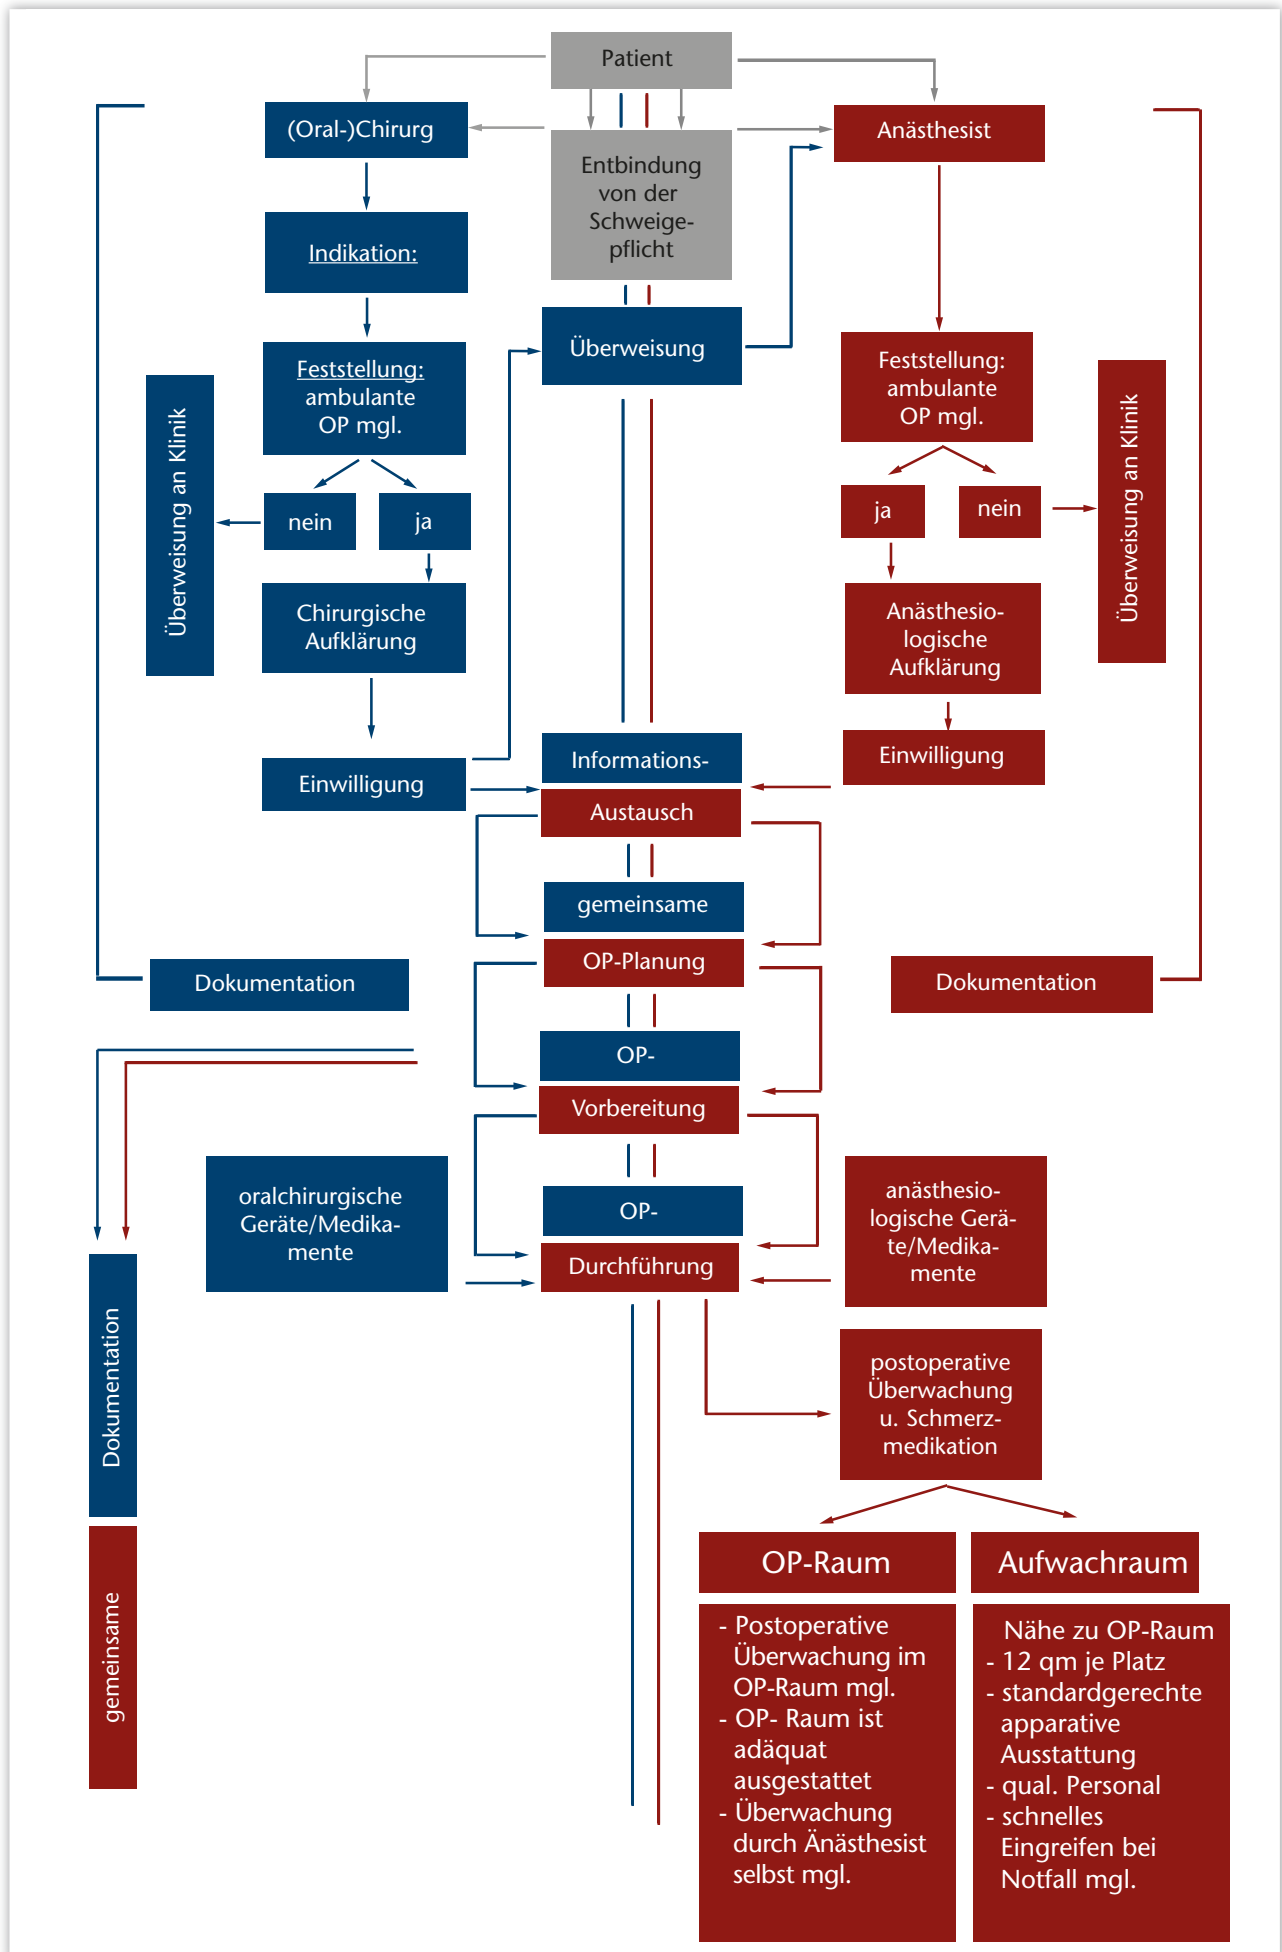 Patient
(Oral-)Chirurg
Entbindung
von der
Schweige-
pflicht
Anästhesist
Indikation:
Überweisung
Feststellung:
ambulante
OP mgl.
Überweisung an Klinik
nein
ja
Chirurgische
Aufklärung
Einwilligung
Feststellung:
ambulante
OP mgl.
ja
nein
Überweisung an Klinik
Anästhesio-
logische
Aufklärung
Einwilligung
Informations-
Austausch
gemeinsame
OP-Planung
Dokumentation
Dokumentation
OP-
Vorbereitung
oralchirurgische
Geräte/Medika-
mente
OP-
Durchführung
anästhesio-
logische Gerä-
te/Medika-
mente
Dokumentation
gemeinsame
postoperative
Überwachung
u. Schmerz-
medikation
OP-Raum
- Postoperative
Überwachung im
OP-Raum mgl.
- OP- Raum ist
adäquat
ausgestattet
- Überwachung
durch Änästhesist
selbst mgl.
Aufwachraum
Nähe zu OP-Raum
- 12 qm je Platz
- standardgerechte
apparative
Ausstattung
- qual. Personal
- schnelles
Eingreifen bei
Notfall mgl.